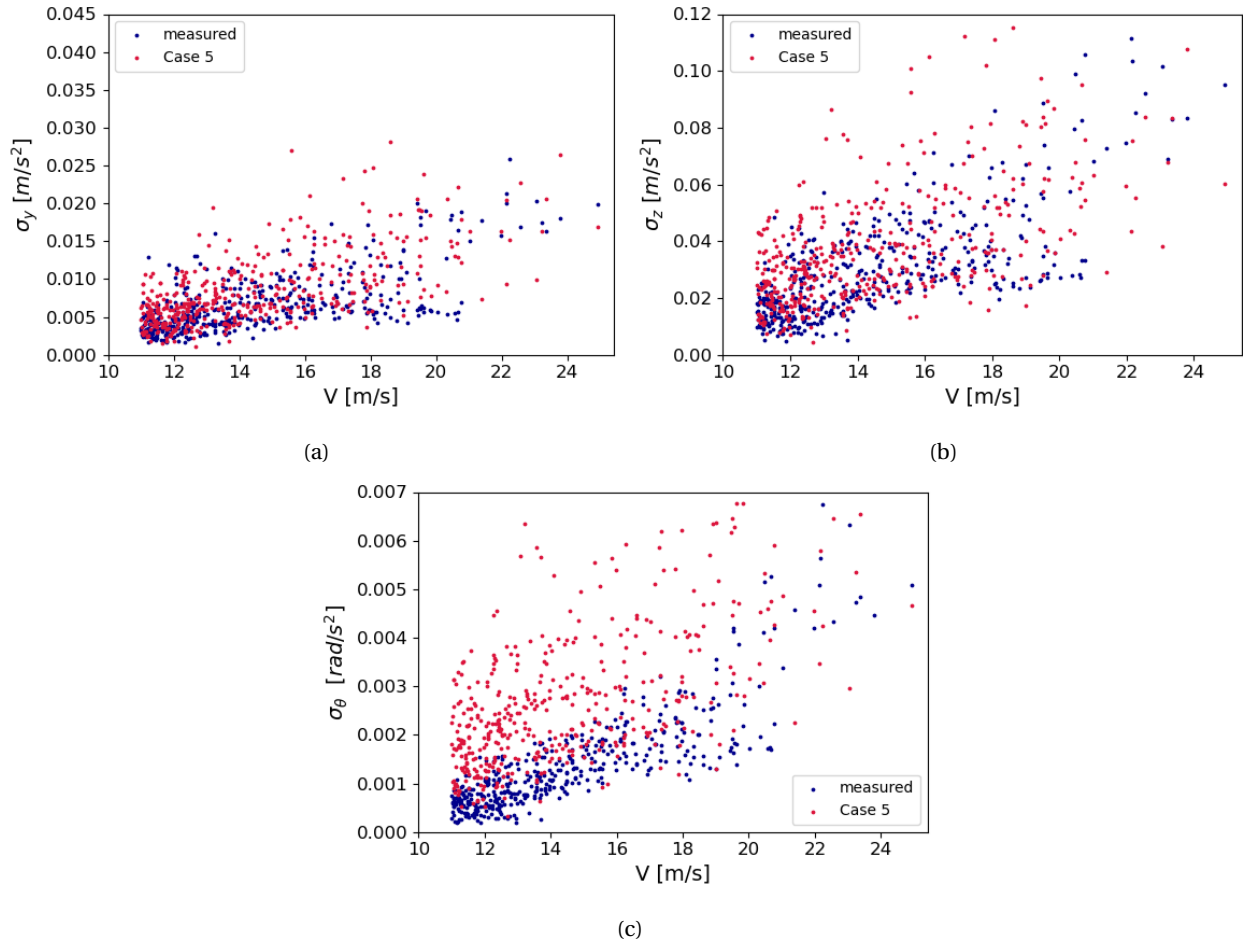 0.045
0.040
0.035
0.030
0.025
0.020
0.015
0.010
0.005
0.000
σ_y [m/s²]
measured
Case 5
10 12 14 16 18 20 22 24
V [m/s]
(a)
0.12
0.10
0.08
0.06
0.04
0.02
0.00
σ_z [m/s²]
measured
Case 5
10 12 14 16 18 20 22 24
V [m/s]
(b)
0.007
0.006
0.005
0.004
0.003
0.002
0.001
0.000
σ_θ [rad/s²]
measured
Case 5
10 12 14 16 18 20 22 24
V [m/s]
(c)